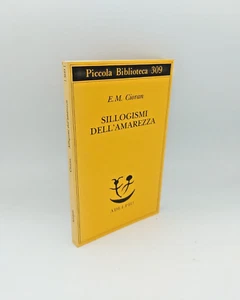 Piccola Biblioteca 309
E. M. Cioran
SILLOGISMI
DELL'AMAREZZA
ADELPHI